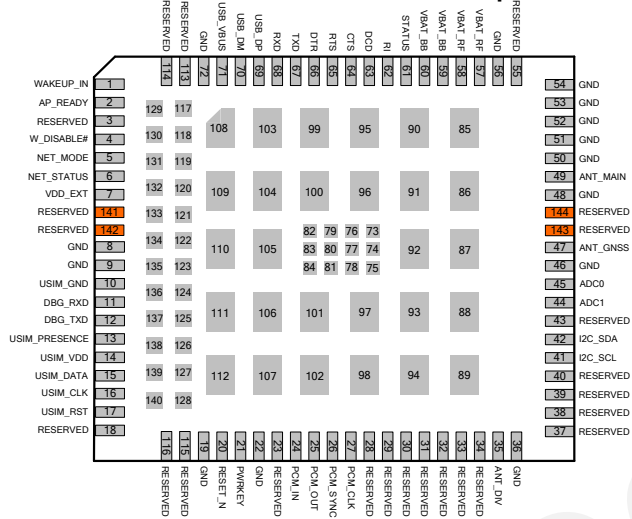 RESERVED 114
RESERVED 113
GND 72
USB_VBUS 71
USB_DM 70
USB_DP 69
RXD 68
TXD 67
DTR 66
RTS 65
CTS 64
DCD 63
RI 62
STATUS 61
VBAT_BB 60
VBAT_BB 59
VBAT_RF 58
VBAT_RF 57
GND 56
RESERVED 55
WAKEUP_IN 1
AP_READY 2
RESERVED 3
W_DISABLE# 4
NET_MODE 5
NET_STATUS 6
VDD_EXT 7
RESERVED 141
RESERVED 142
GND 8
GND 9
USIM_GND 10
DBG_RXD 11
DBG_TXD 12
USIM_PRESENCE 13
USIM_VDD 14
USIM_DATA 15
USIM_CLK 16
USIM_RST 17
RESERVED 18
129 117
130 118
131 119
132 120
133 121
134 122
135 123
136 124
137 125
138 126
139 127
140 128
108 103 99 95 90 85
109 104 100 96 91 86
82 79 76 73
110 105 83 80 77 74 92 87
84 81 78 75
111 106 101 97 93 88
112 107 102 98 94 89
54 GND
53 GND
52 GND
51 GND
50 GND
49 ANT_MAIN
48 GND
144 RESERVED
143 RESERVED
47 ANT_GNSS
46 GND
45 ADC0
44 ADC1
43 RESERVED
42 I2C_SDA
41 I2C_SCL
40 RESERVED
39 RESERVED
38 RESERVED
37 RESERVED
116 RESERVED
115 RESERVED
19 GND
20 RESET_N
21 PWRKEY
22 GND
23 RESERVED
24 PCM_IN
25 PCM_OUT
26 PCM_SYNC
27 PCM_CLK
28 RESERVED
29 RESERVED
30 RESERVED
31 RESERVED
32 RESERVED
33 RESERVED
34 RESERVED
35 ANT_DIV
36 GND